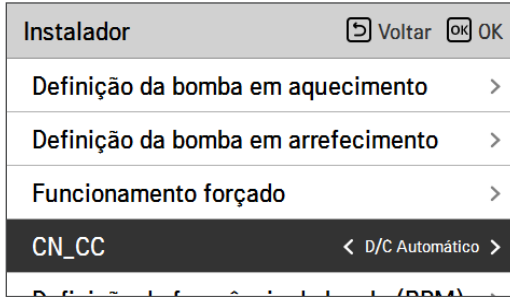 Instalador Voltar OK OK
Definição da bomba em aquecimento
Definição da bomba em arrefecimento
Funcionamento forçado
CN_CC D/C Automático